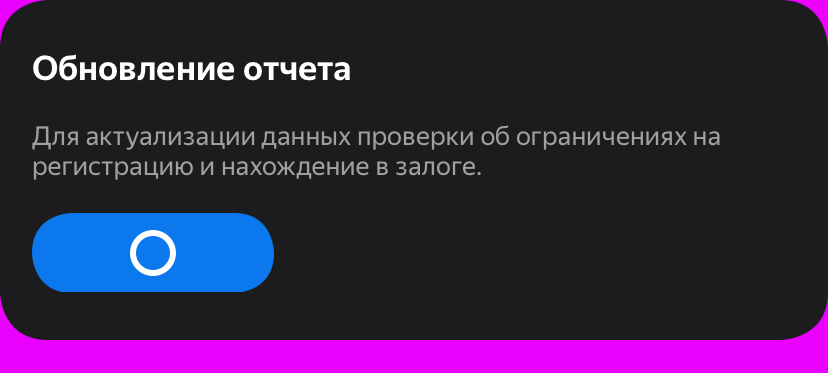 Обновление отчета
Для актуализации данных проверки об ограничениях на
регистрацию и нахождение в залоге.